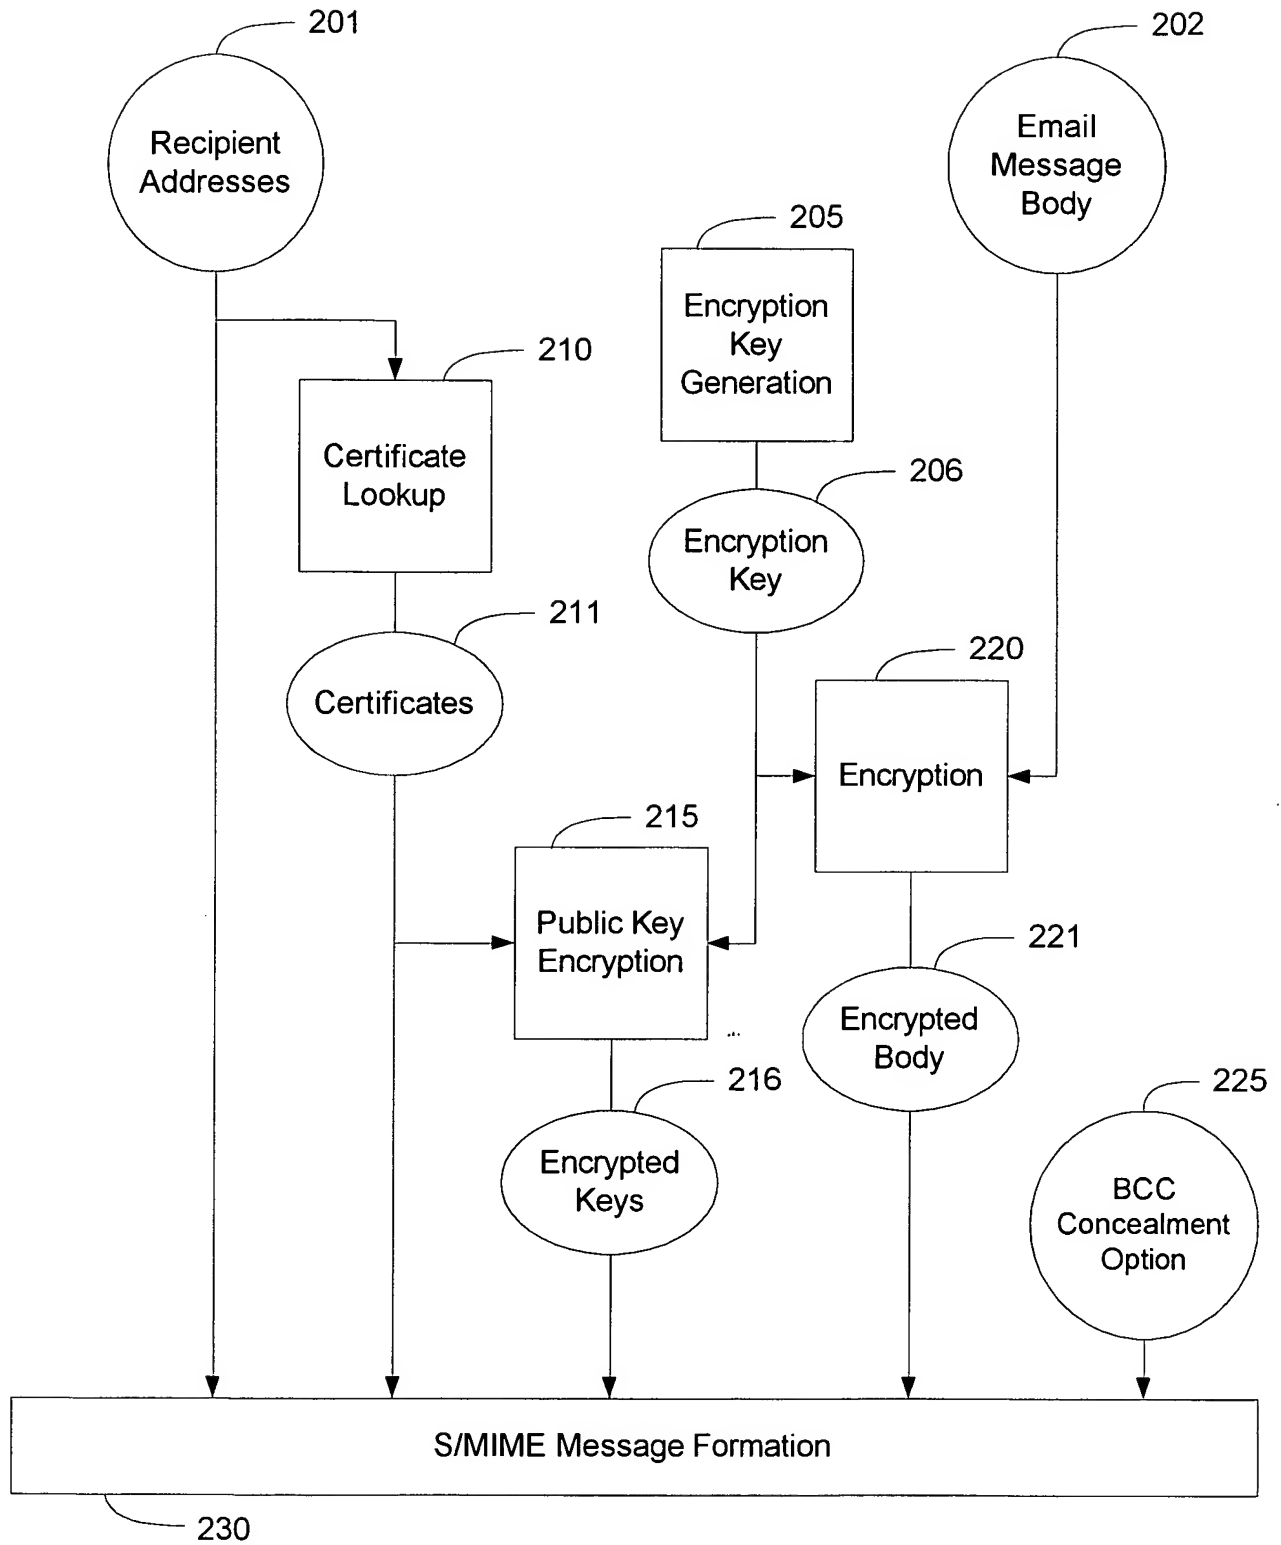 201
202
Recipient
Addresses
Email
Message
Body
205
Encryption
Key
Generation
210
Certificate
Lookup
206
Encryption
Key
211
Certificates
220
Encryption
215
Public Key
Encryption
221
Encrypted
Body
216
Encrypted
Keys
225
BCC
Concealment
Option
S/MIME Message Formation
230